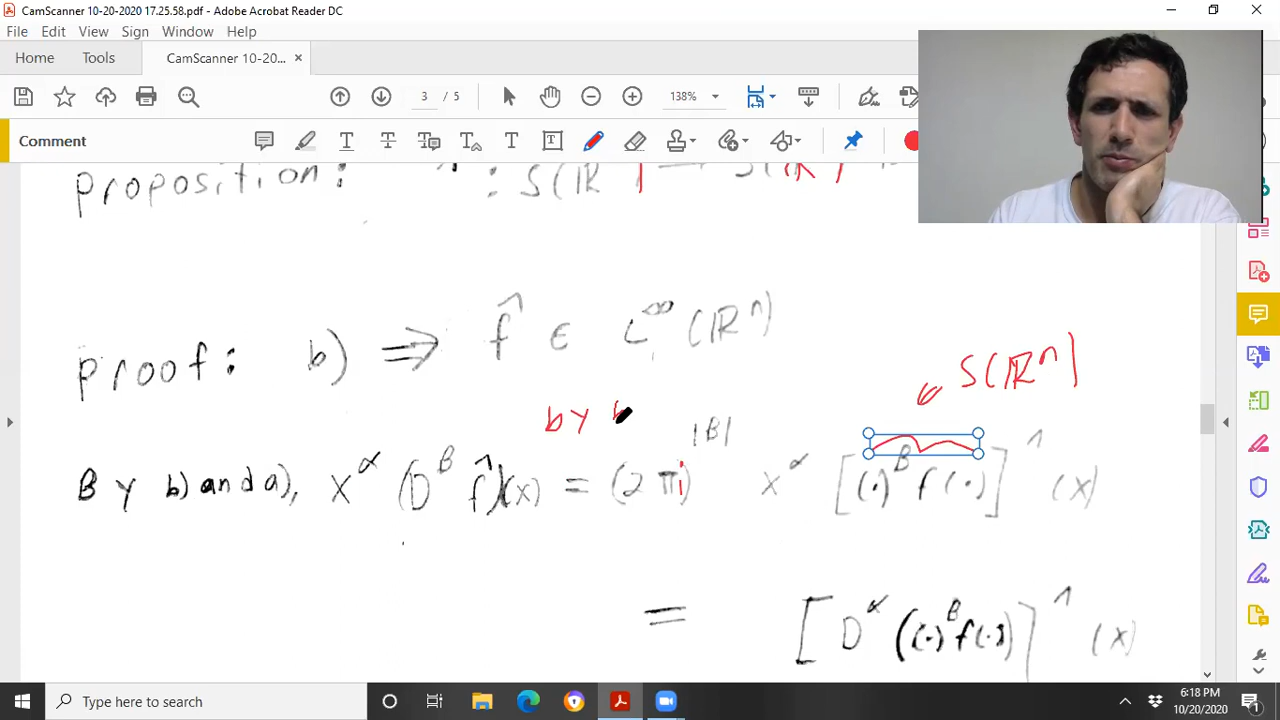 CamScanner 10-20-2020 17.25.58.pdf - Adobe Acrobat Reader DC
File Edit View Sign Window Help
Home Tools CamScanner 10-20... ×
3 / 5 138%
Comment
proposition: ^ : S(ℝ ) S(ℝ )
proof: b) ⟹ f̂ ∈ C^∞(ℝ^n)
S(ℝ^n)
by
By b) and a), X^α (D^β f̂)(x) = (2πi)^|β| x^α [(·)^β f(·)]^∧ (x)
= [D^α ((·)^β f(·))]^∧ (x)
Type here to search
6:18 PM
10/20/2020
1